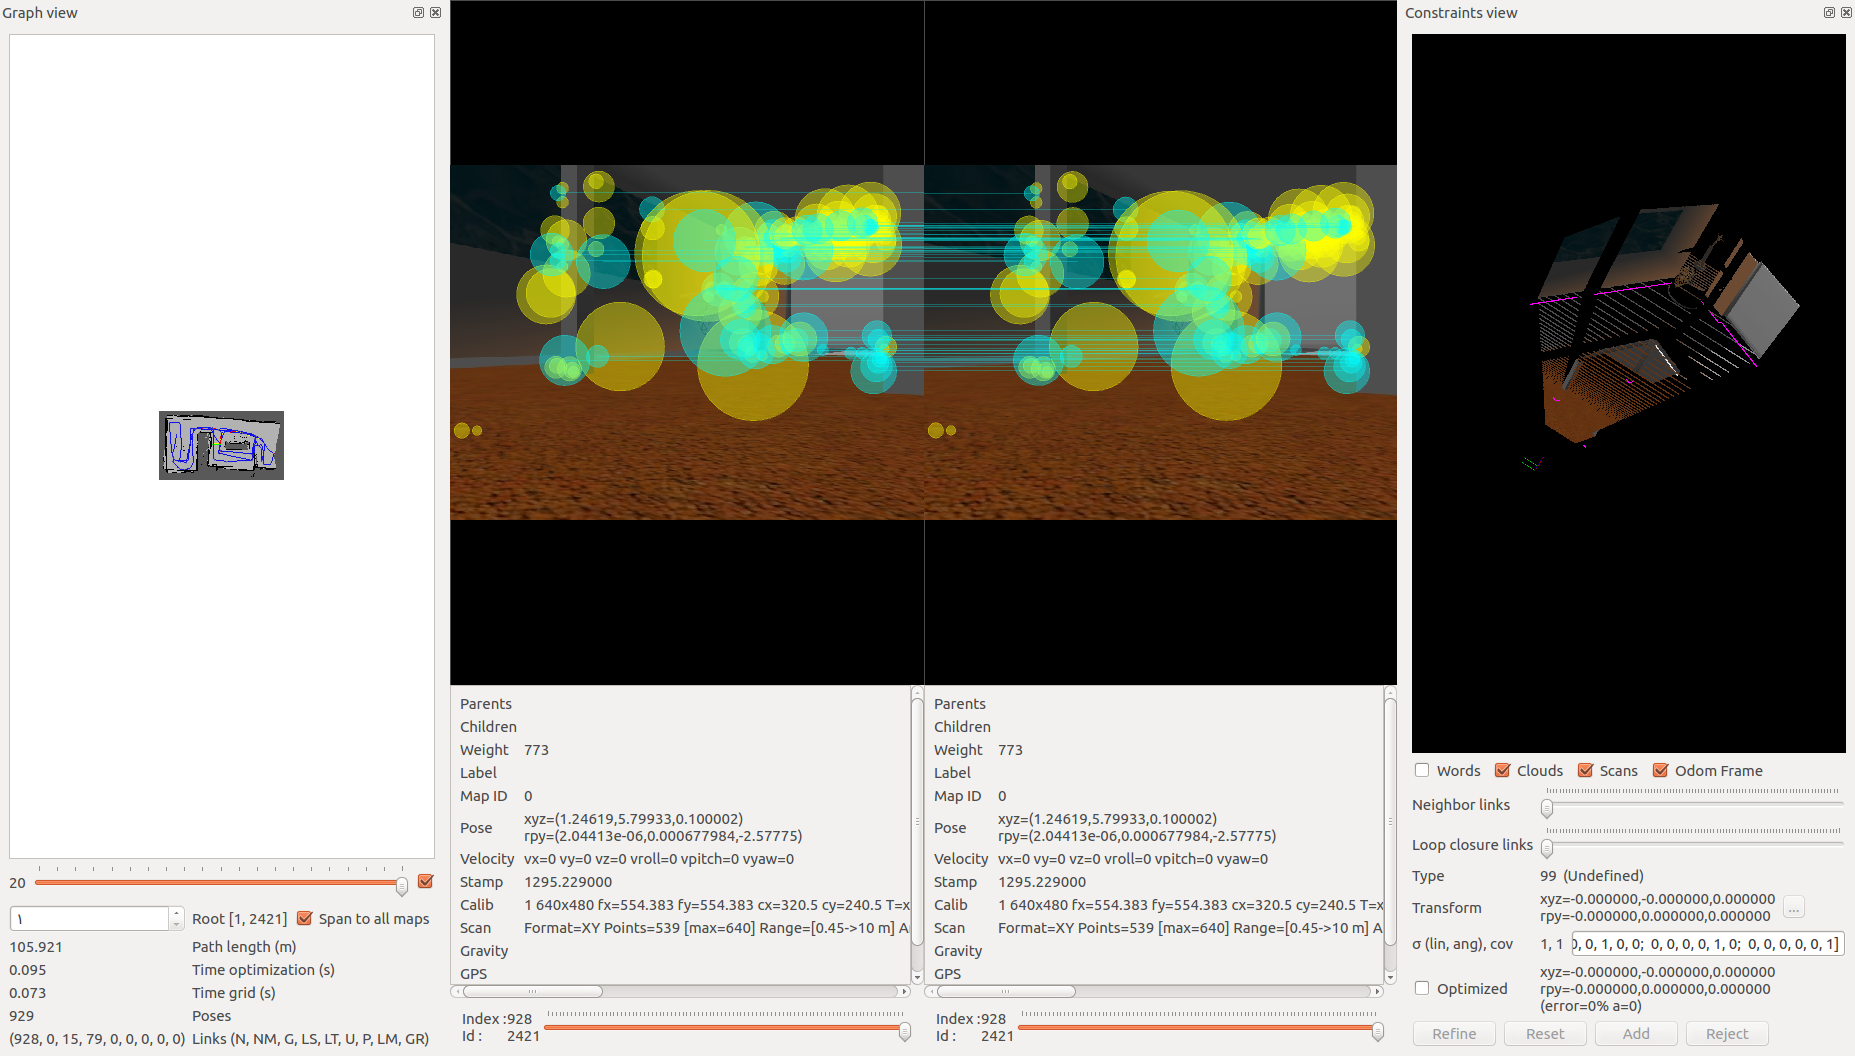 Graph view
20
١
Root [1, 2421]
Span to all maps
105.921
Path length (m)
0.095
Time optimization (s)
0.073
Time grid (s)
929
Poses
(928, 0, 15, 79, 0, 0, 0, 0, 0)
Links (N, NM, G, LS, LT, U, P, LM, GR)
Parents
Children
Weight 773
Label
Map ID 0
Pose xyz=(1.24619,5.79933,0.100002)
rpy=(2.04413e-06,0.000677984,-2.57775)
Velocity vx=0 vy=0 vz=0 vroll=0 vpitch=0 vyaw=0
Stamp 1295.229000
Calib 1 640x480 fx=554.383 fy=554.383 cx=320.5 cy=240.5 T=x
Scan Format=XY Points=539 [max=640] Range=[0.45->10 m] A
Gravity
GPS
Index :928
Id : 2421
Parents
Children
Weight 773
Label
Map ID 0
Pose xyz=(1.24619,5.79933,0.100002)
rpy=(2.04413e-06,0.000677984,-2.57775)
Velocity vx=0 vy=0 vz=0 vroll=0 vpitch=0 vyaw=0
Stamp 1295.229000
Calib 1 640x480 fx=554.383 fy=554.383 cx=320.5 cy=240.5 T=x
Scan Format=XY Points=539 [max=640] Range=[0.45->10 m] A
Gravity
GPS
Index :928
Id : 2421
Constraints view
Words Clouds Scans Odom Frame
Neighbor links
Loop closure links
Type 99 (Undefined)
Transform xyz=-0.000000,-0.000000,0.000000
rpy=-0.000000,0.000000,0.000000
...
σ (lin, ang), cov 1, 1 0, 0, 1, 0, 0; 0, 0, 0, 0, 1, 0; 0, 0, 0, 0, 0, 1]
Optimized xyz=-0.000000,-0.000000,0.000000
rpy=-0.000000,0.000000,0.000000
(error=0% a=0)
Refine Reset Add Reject